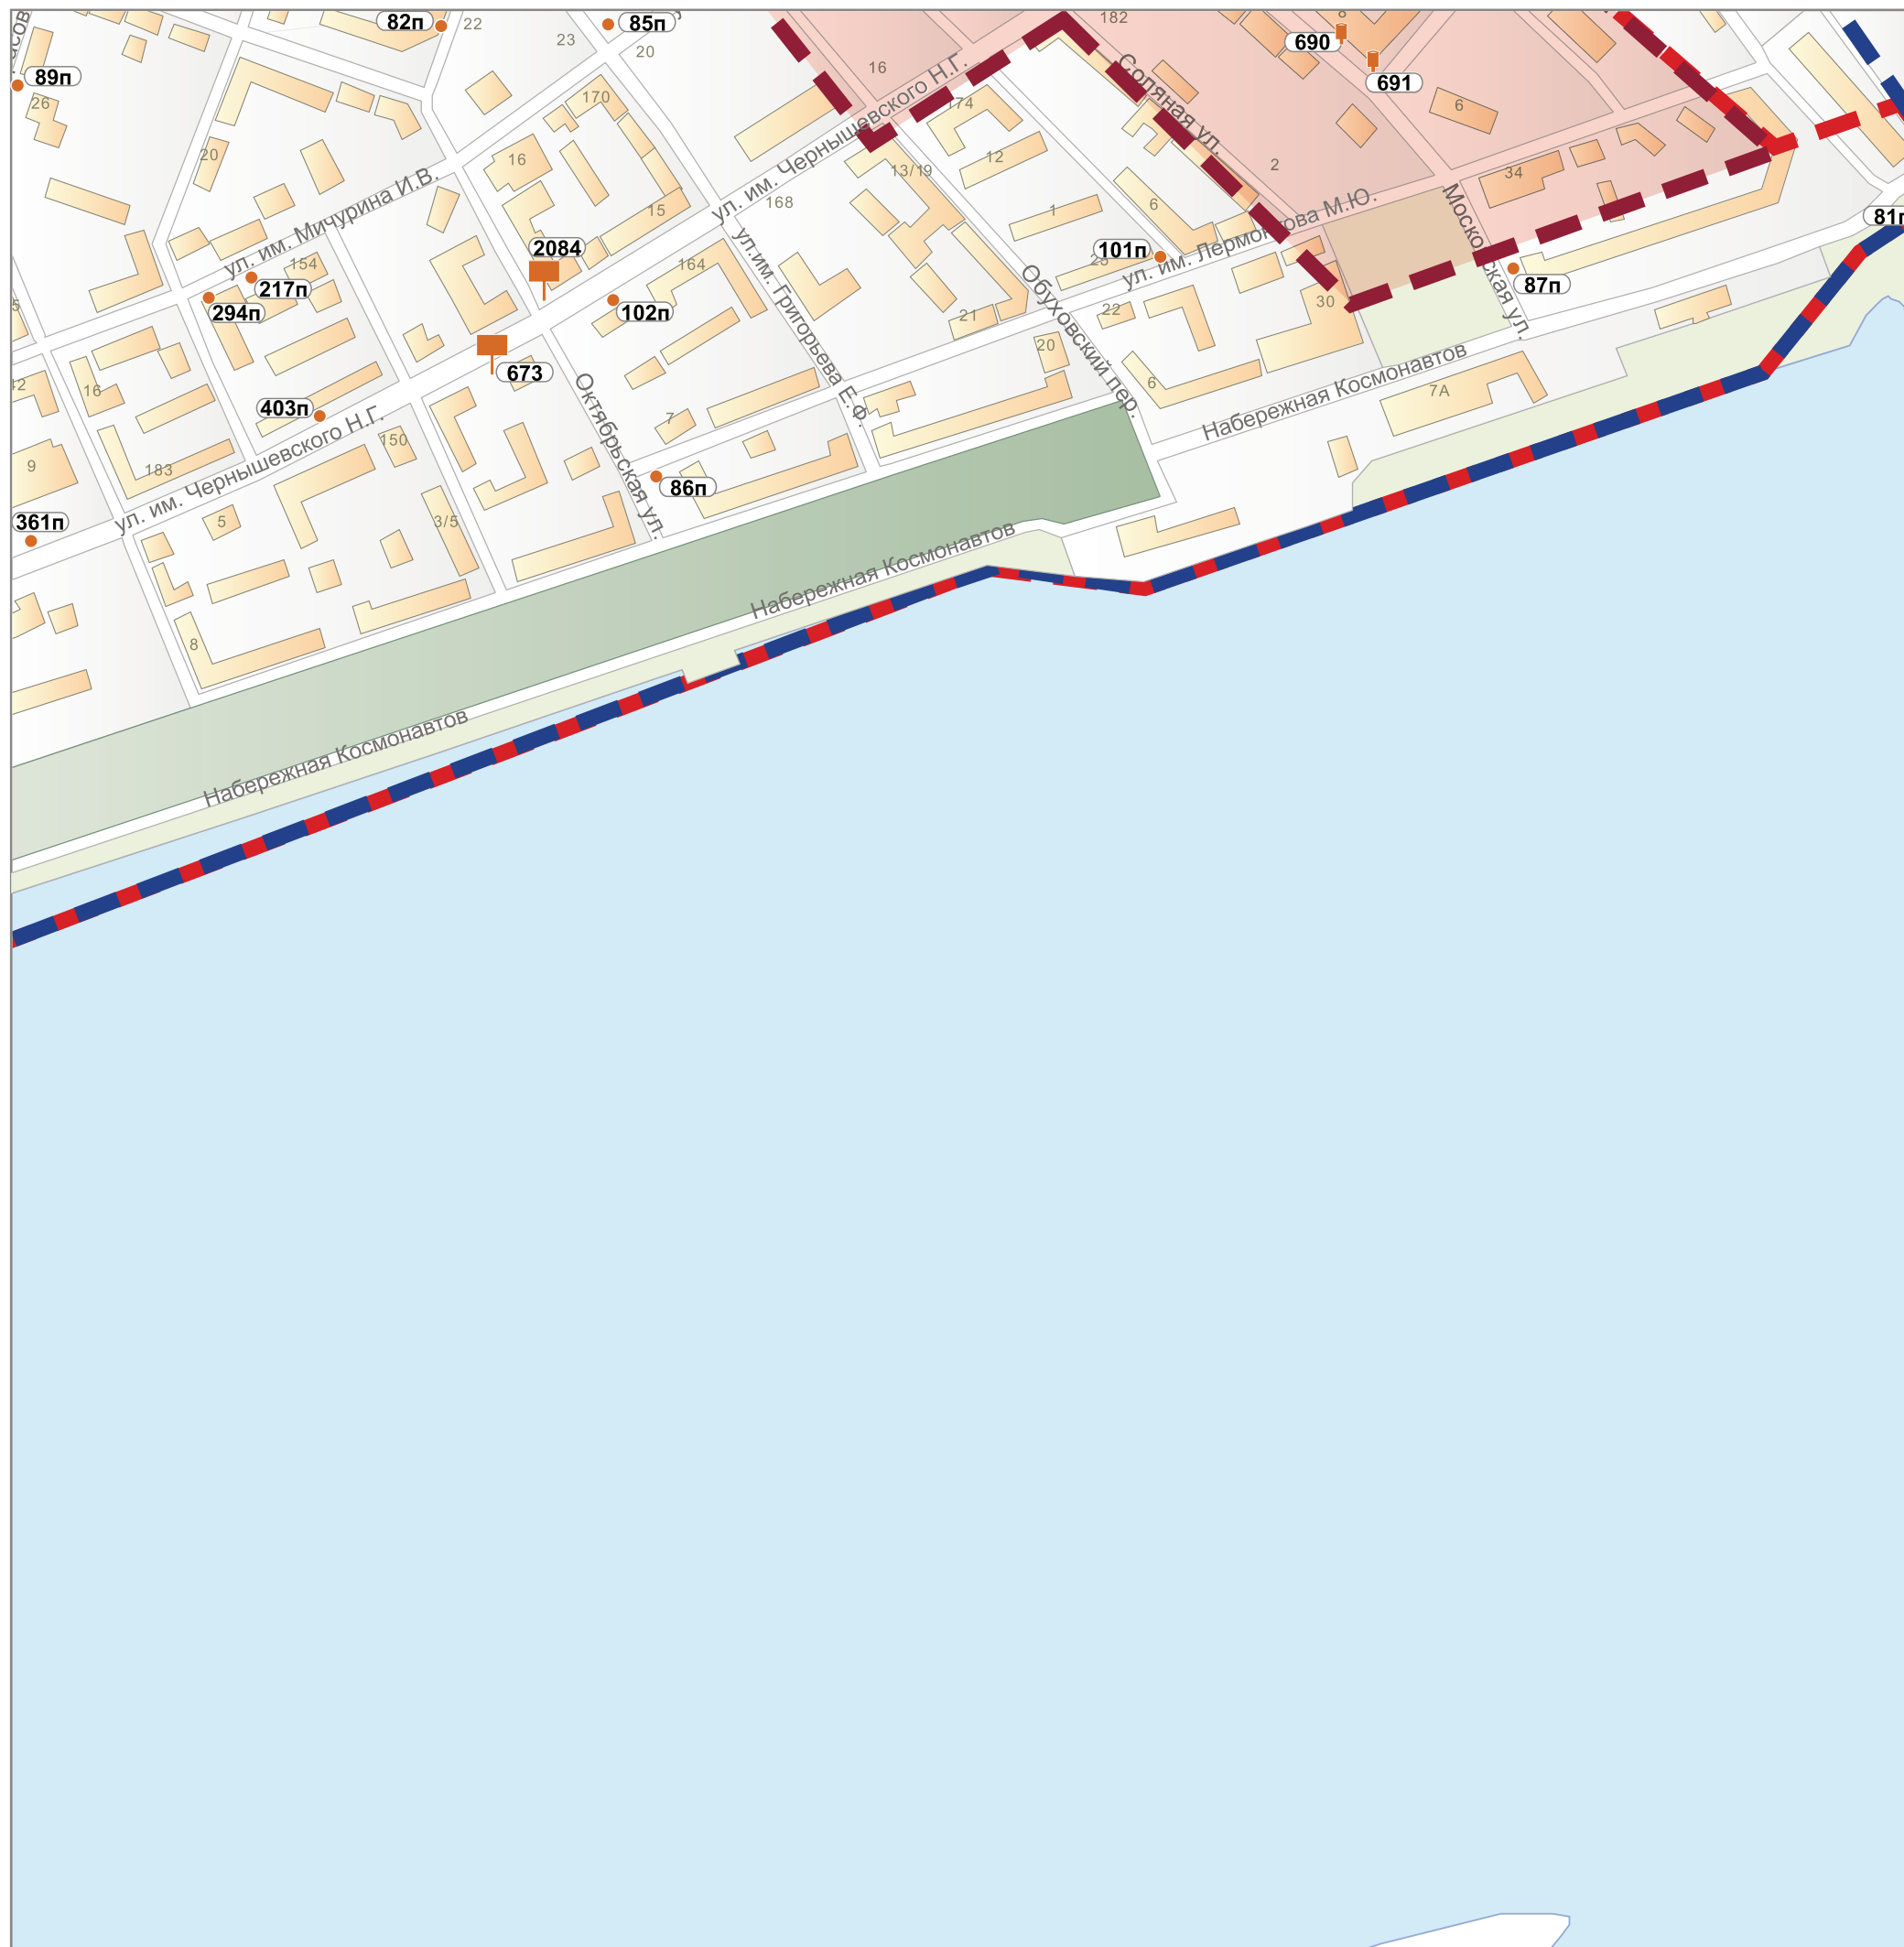 82п
22
85п
182
8
23
20
690
16
691
89п
26
170
174
6
Соляная ул.
20
16
12
2
13/19
34
ул. им. Мичурина И.В.
ул. им. Чернышевского Н.Г.
168
15
1
6
81п
2084
101п
ул. им. Лермонтова М.Ю.
Московская ул.
154
164
25
217п
294п
102п
87п
ул.им. Григорьева Е.Ф.
Обуховский пер.
21
22
30
673
20
Набережная Космонавтов
16
6
7А
403п
Октябрьская ул.
7
ул. им. Чернышевского Н.Г.
150
9
183
86п
361п
5
3/5
Набережная Космонавтов
8
Набережная Космонавтов